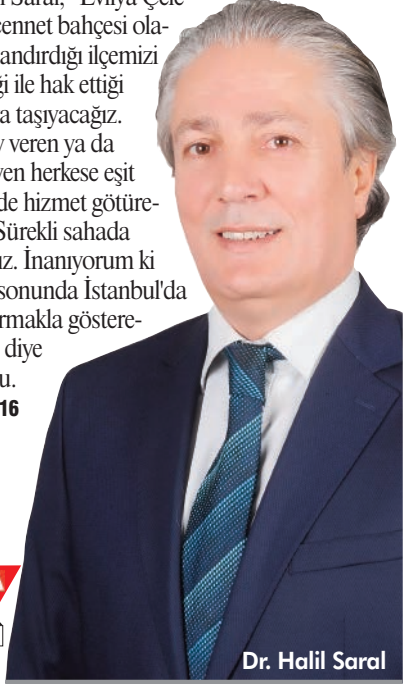 Saral, "Evliya Çele
cennet bahçesi ola-
andırdığı ilçemizi
ği ile hak ettiği
a taşıyacağız.
veren ya da
yen herkese eşit
de hizmet götüre-
Sürekli sahada
ız. İnanıyorum ki
sonunda İstanbul'da
armakla göstere-
diye
u.
16
A
Dr. Halil Saral